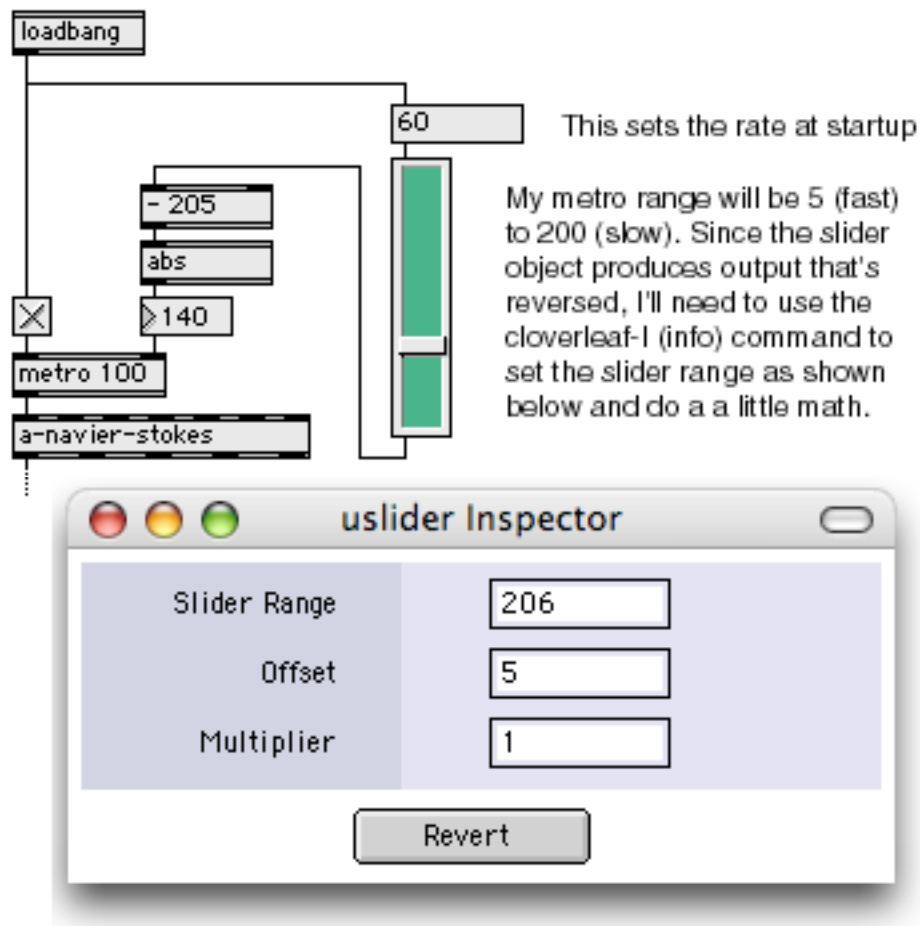 loadbang
60
This sets the rate at startup
- 205
abs
140
metro 100
a-navier-stokes
My metro range will be 5 (fast)
to 200 (slow). Since the slider
object produces output that's
reversed, I'll need to use the
cloverleaf-I (info) command to
set the slider range as shown
below and do a a little math.
uslider Inspector
Slider Range
206
Offset
5
Multiplier
1
Revert